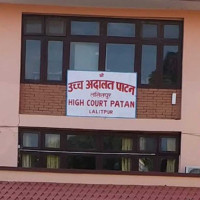 श्री
उच्च अदालत पाटन
ललितपुर
HIGH COURT PATAN
LALITPUR